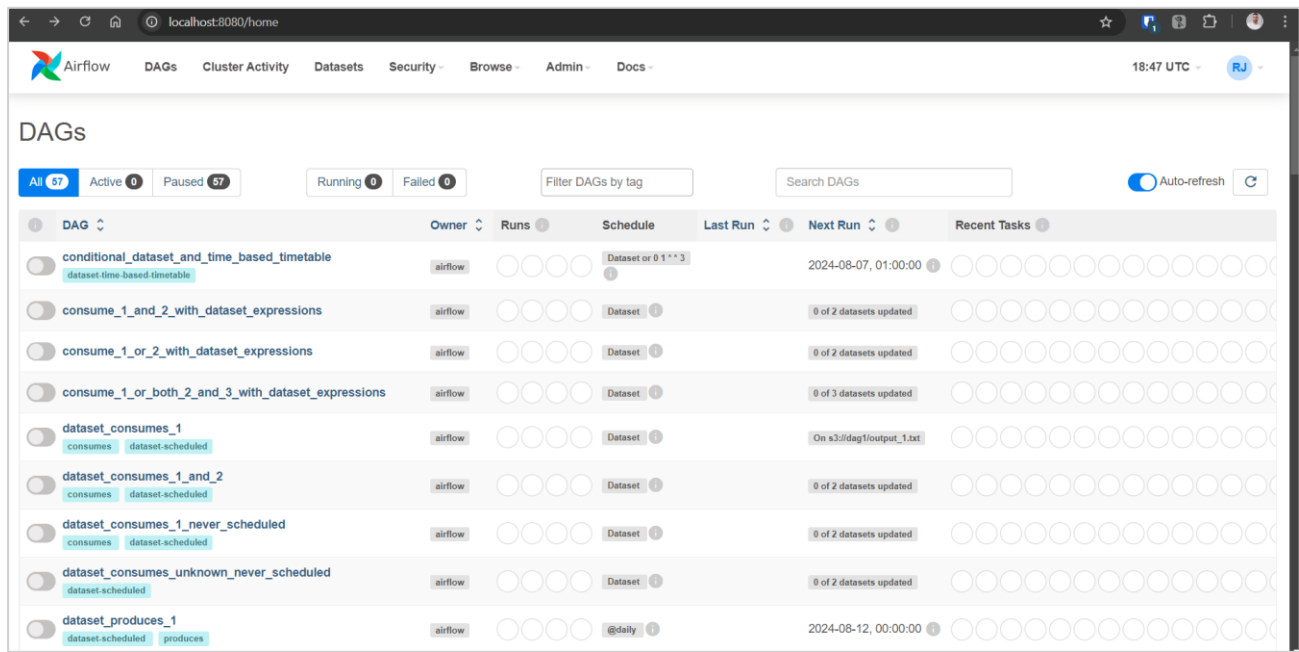 localhost:8080/home
1
Airflow DAGs Cluster Activity Datasets Security Browse Admin Docs 18:47 UTC RJ
DAGs
All 57 Active 0 Paused 57 Running 0 Failed 0 Filter DAGs by tag Search DAGs Auto-refresh
DAG Owner Runs Schedule Last Run Next Run Recent Tasks
conditional_dataset_and_time_based_timetable airflow Dataset or 0 1 * * 3 2024-08-07, 01:00:00
dataset-time-based-timetable
consume_1_and_2_with_dataset_expressions airflow Dataset 0 of 2 datasets updated
consume_1_or_2_with_dataset_expressions airflow Dataset 0 of 2 datasets updated
consume_1_or_both_2_and_3_with_dataset_expressions airflow Dataset 0 of 3 datasets updated
dataset_consumes_1 airflow Dataset On s3://dag1/output_1.txt
consumes dataset-scheduled
dataset_consumes_1_and_2 airflow Dataset 0 of 2 datasets updated
consumes dataset-scheduled
dataset_consumes_1_never_scheduled airflow Dataset 0 of 2 datasets updated
consumes dataset-scheduled
dataset_consumes_unknown_never_scheduled airflow Dataset 0 of 2 datasets updated
dataset-scheduled
dataset_produces_1 airflow @daily 2024-08-12, 00:00:00
dataset-scheduled produces